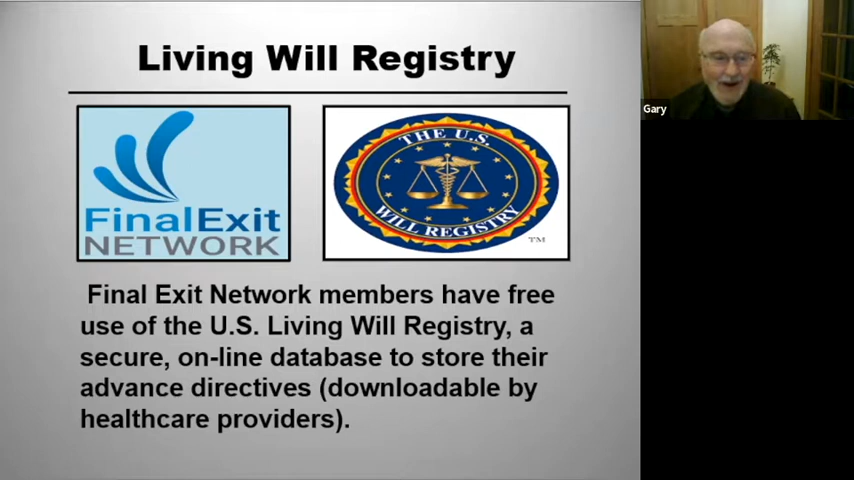 Living Will Registry
FinalExit
NETWORK
THE U.S.
WILL REGISTRY
TM
Final Exit Network members have free
use of the U.S. Living Will Registry, a
secure, on-line database to store their
advance directives (downloadable by
healthcare providers).
Gary